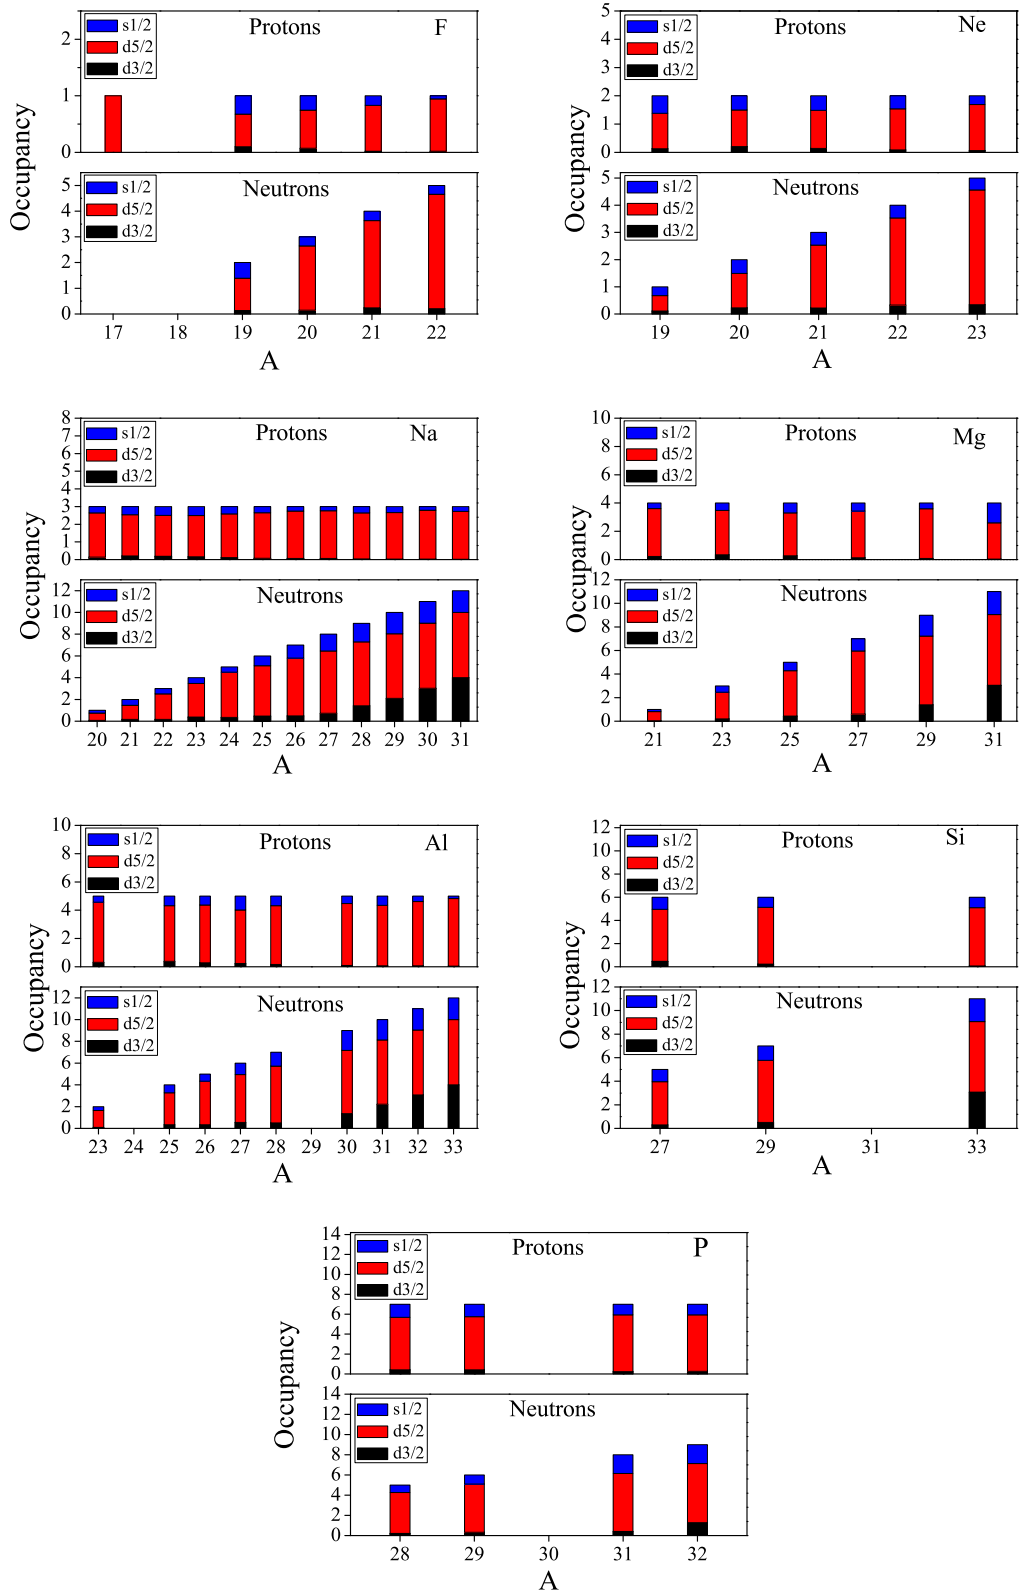 Protons F
s1/2
d5/2
d3/2
2
1
0
Neutrons
s1/2
d5/2
d3/2
5
4
3
2
1
0
17 18 19 20 21 22
A
Occupancy
Protons Ne
s1/2
d5/2
d3/2
5
4
3
2
1
0
Neutrons
s1/2
d5/2
d3/2
5
4
3
2
1
0
19 20 21 22 23
A
Occupancy
Protons Na
s1/2
d5/2
d3/2
8
7
6
5
4
3
2
1
0
Neutrons
s1/2
d5/2
d3/2
12
10
8
6
4
2
0
20 21 22 23 24 25 26 27 28 29 30 31
A
Occupancy
Protons Mg
s1/2
d5/2
d3/2
10
8
6
4
2
0
Neutrons
s1/2
d5/2
d3/2
12
10
8
6
4
2
0
21 23 25 27 29 31
A
Occupancy
Protons Al
s1/2
d5/2
d3/2
10
8
6
4
2
0
Neutrons
s1/2
d5/2
d3/2
12
10
8
6
4
2
0
23 24 25 26 27 28 29 30 31 32 33
A
Occupancy
Protons Si
s1/2
d5/2
d3/2
12
10
8
6
4
2
0
Neutrons
s1/2
d5/2
d3/2
12
10
8
6
4
2
0
27 29 31 33
A
Occupancy
Protons P
s1/2
d5/2
d3/2
14
12
10
8
6
4
2
0
Neutrons
s1/2
d5/2
d3/2
14
12
10
8
6
4
2
0
28 29 30 31 32
A
Occupancy